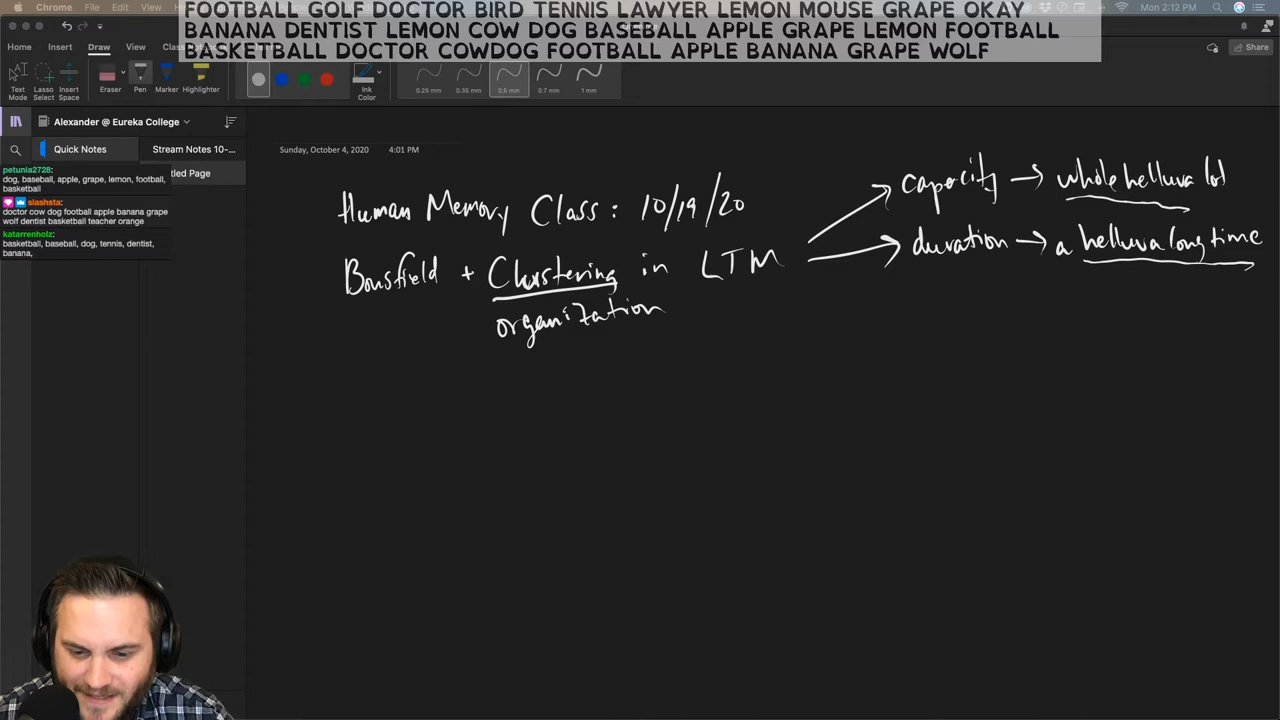 FOOTBALL GOLF DOCTOR BIRD TENNIS LAWYER LEMON MOUSE GRAPE OKAY
BANANA DENTIST LEMON COW DOG BASEBALL APPLE GRAPE LEMON FOOTBALL
BASKETBALL DOCTOR COWDOG FOOTBALL APPLE BANANA GRAPE WOLF
Chrome File Edit View
Mon 2:12 PM
Home Insert Draw View Class
Share
Text Mode
Lasso Select
Insert Space
Eraser
Pen
Marker
Highlighter
Ink Color
0.25 mm 0.35 mm 0.5 mm 0.7 mm 1 mm
Alexander @ Eureka College
Quick Notes
Stream Notes 10-...
Sunday, October 4, 2020 4:01 PM
tled Page
petunia2728:
dog, baseball, apple, grape, lemon, football,
basketball
slashsta:
doctor cow dog football apple banana grape
wolf dentist basketball teacher orange
katarrenholz:
basketball, baseball, dog, tennis, dentist,
banana,
Human Memory Class: 10/19/20
Bousfield + Clustering in LTM
organization
capacity → whole helluva lot
duration → a helluva long time